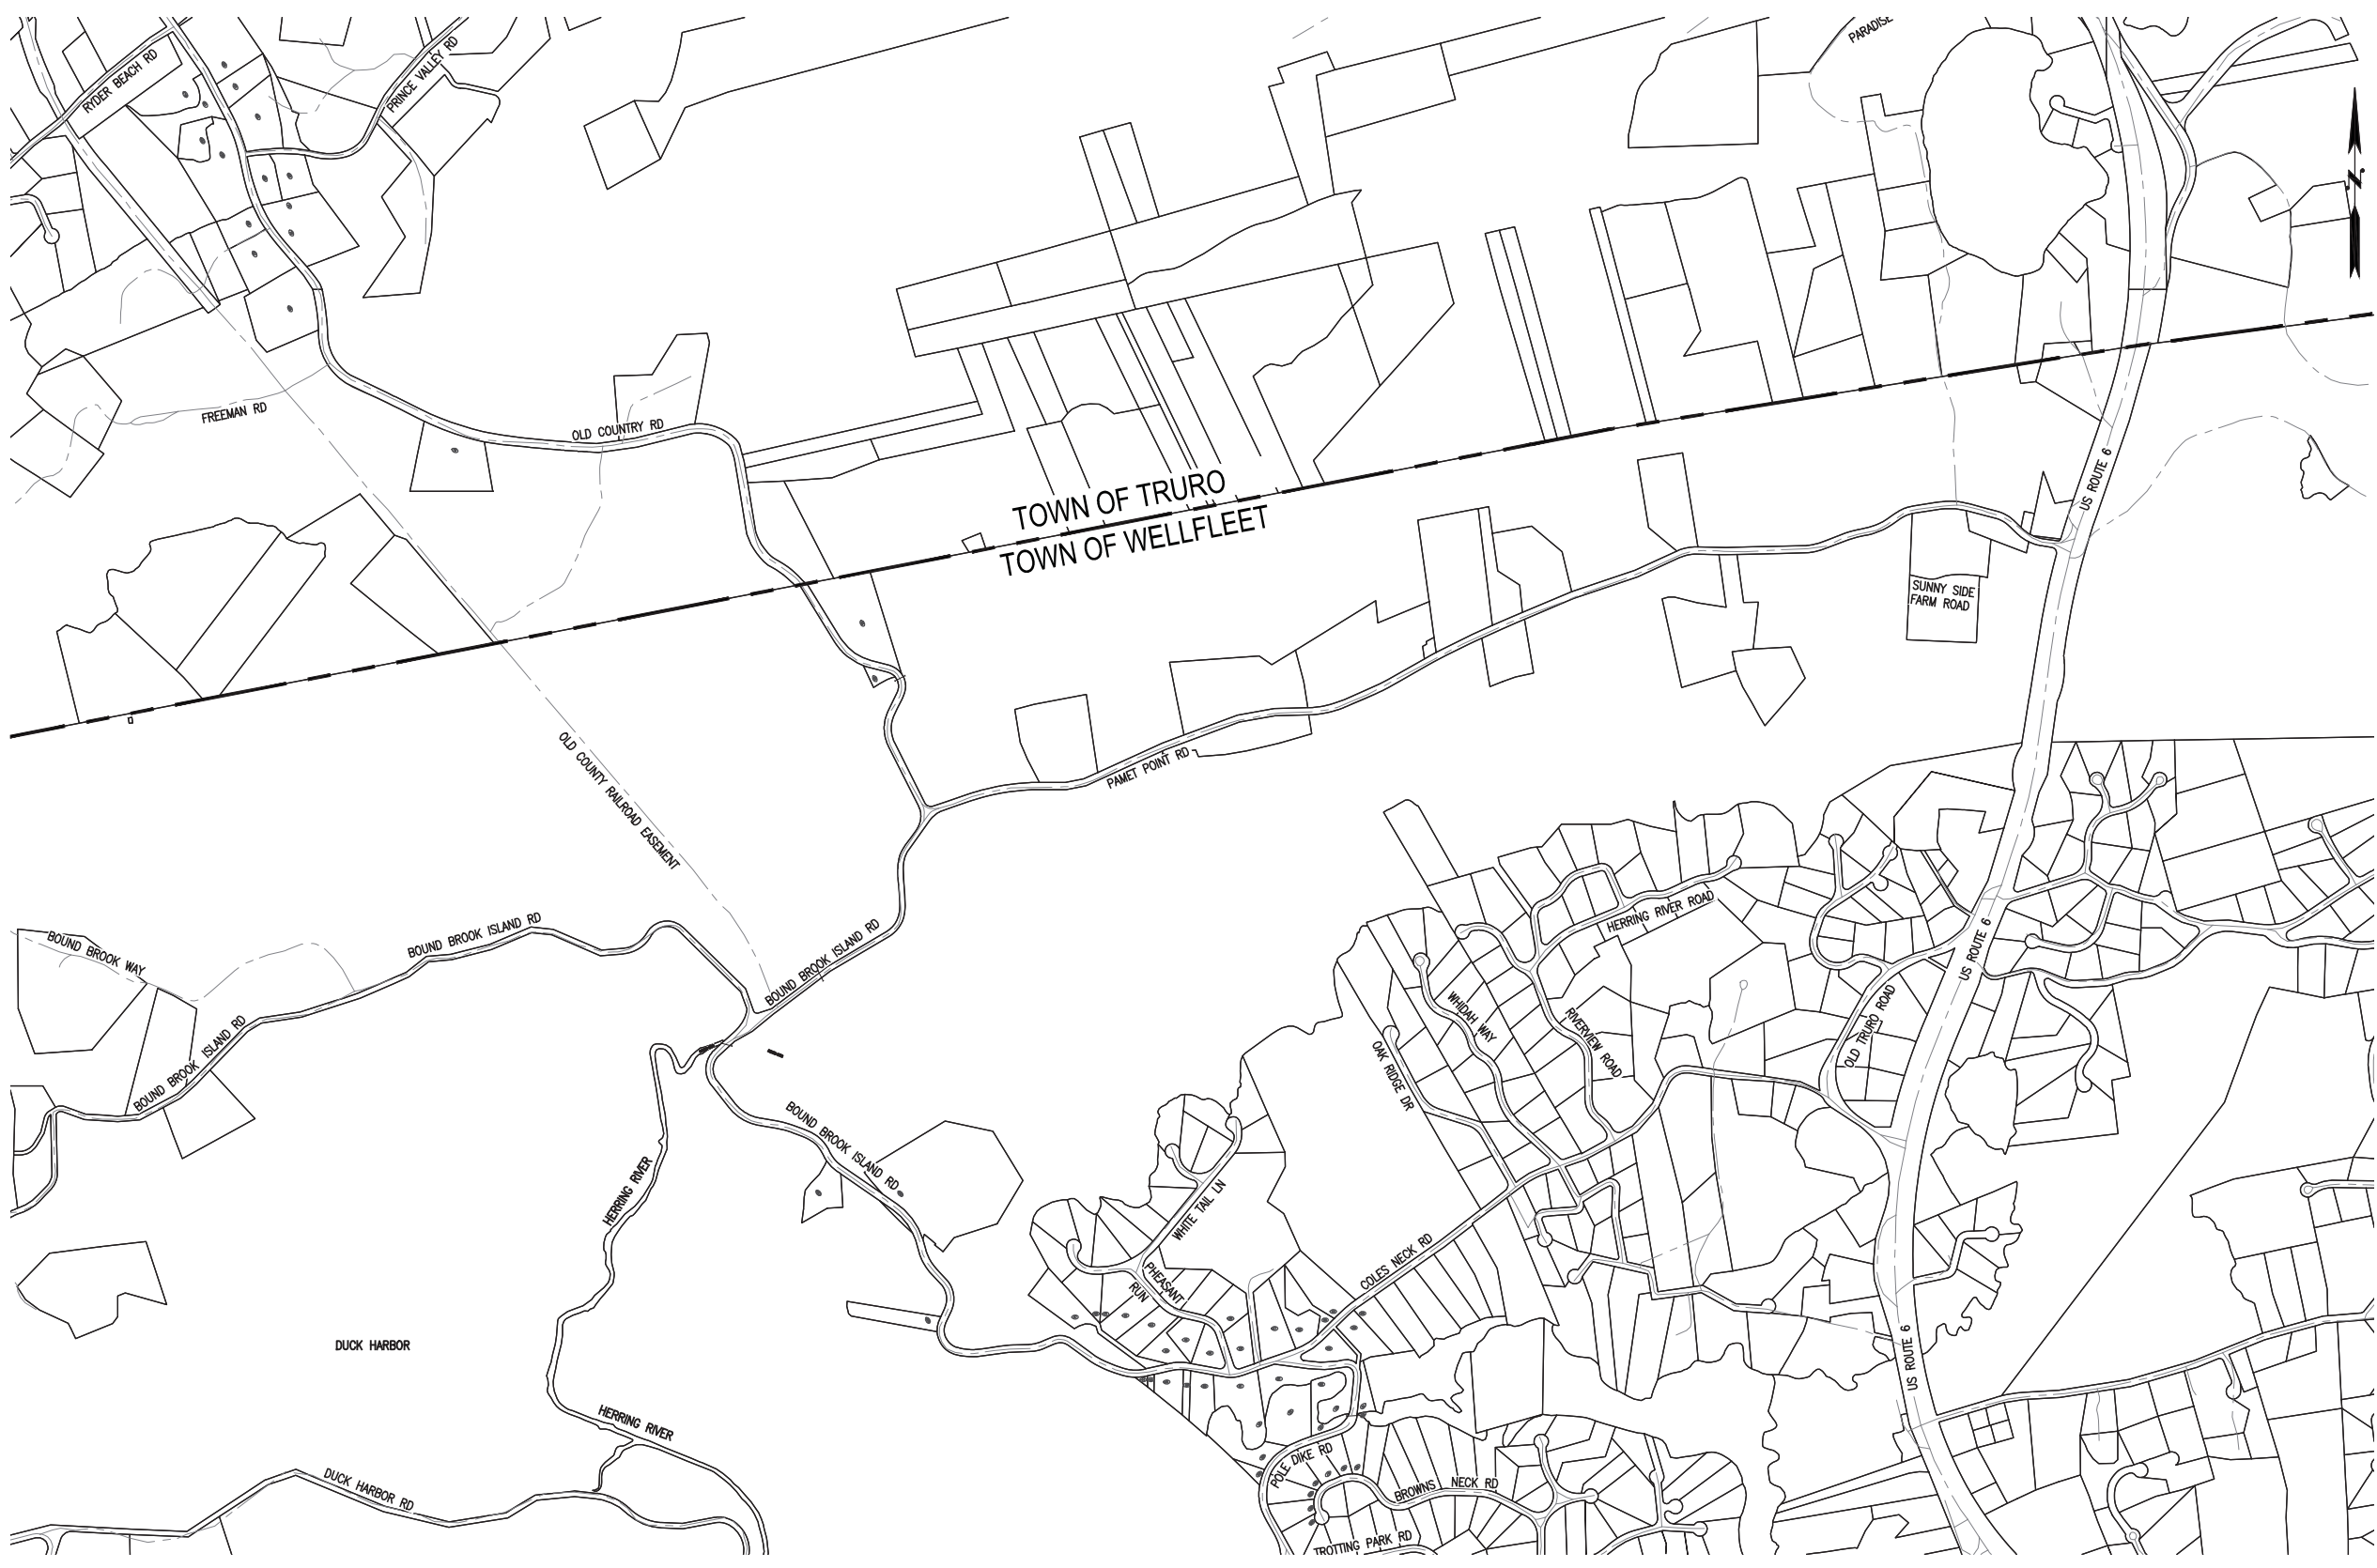 PARADISE
RYDER BEACH RD
PRINCE VALLEY RD
N
FREEMAN RD
OLD COUNTRY RD
TOWN OF TRURO
TOWN OF WELLFLEET
US ROUTE 6
SUNNY SIDE
FARM ROAD
OLD COUNTY RAILROAD EASEMENT
PAMET POINT RD
HERRING RIVER ROAD
BOUND BROOK WAY
BOUND BROOK ISLAND RD
BOUND BROOK ISLAND RD
US ROUTE 6
WHIDAH WAY
RIVERVIEW ROAD
OLD TRURO ROAD
BOUND BROOK ISLAND RD
OAK RIDGE DR
BOUND BROOK ISLAND RD
HERRING RIVER
WHITE TAIL LN
COLES NECK RD
PHEASANT
RUN
DUCK HARBOR
US ROUTE 6
HERRING RIVER
POLE DIKE RD
DUCK HARBOR RD
BROWNS NECK RD
TROTTING PARK RD